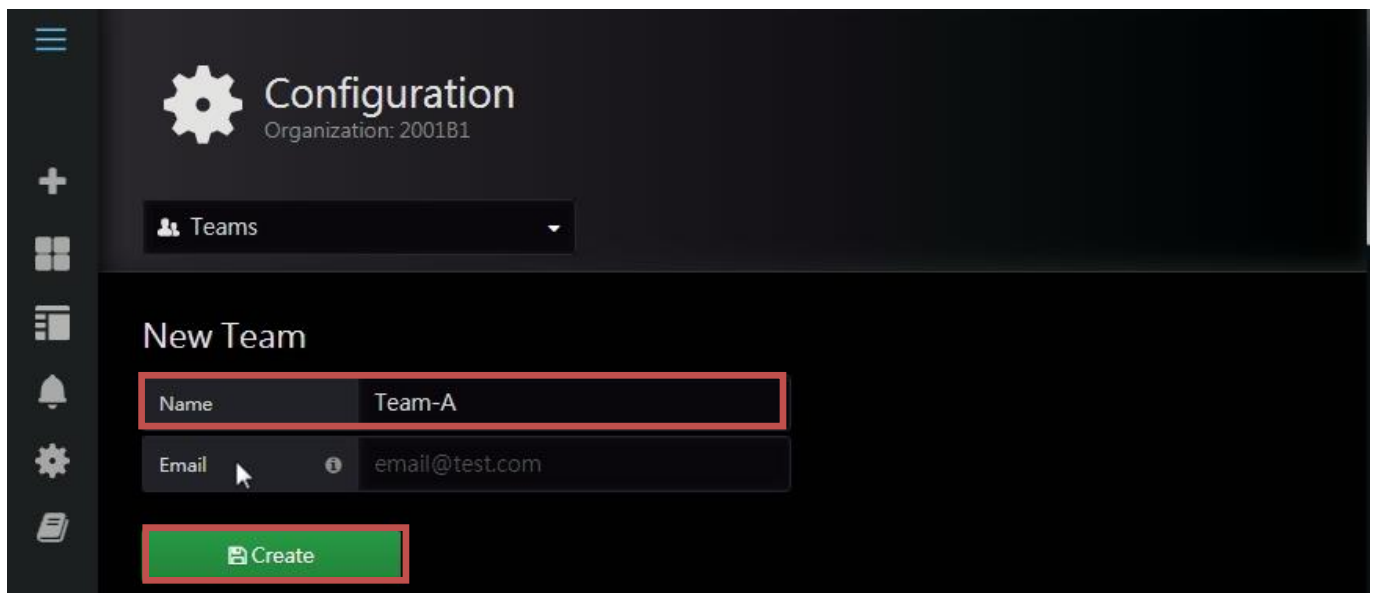 Configuration
Organization: 2001B1
Teams
New Team
Name Team-A
Email email@test.com
Create